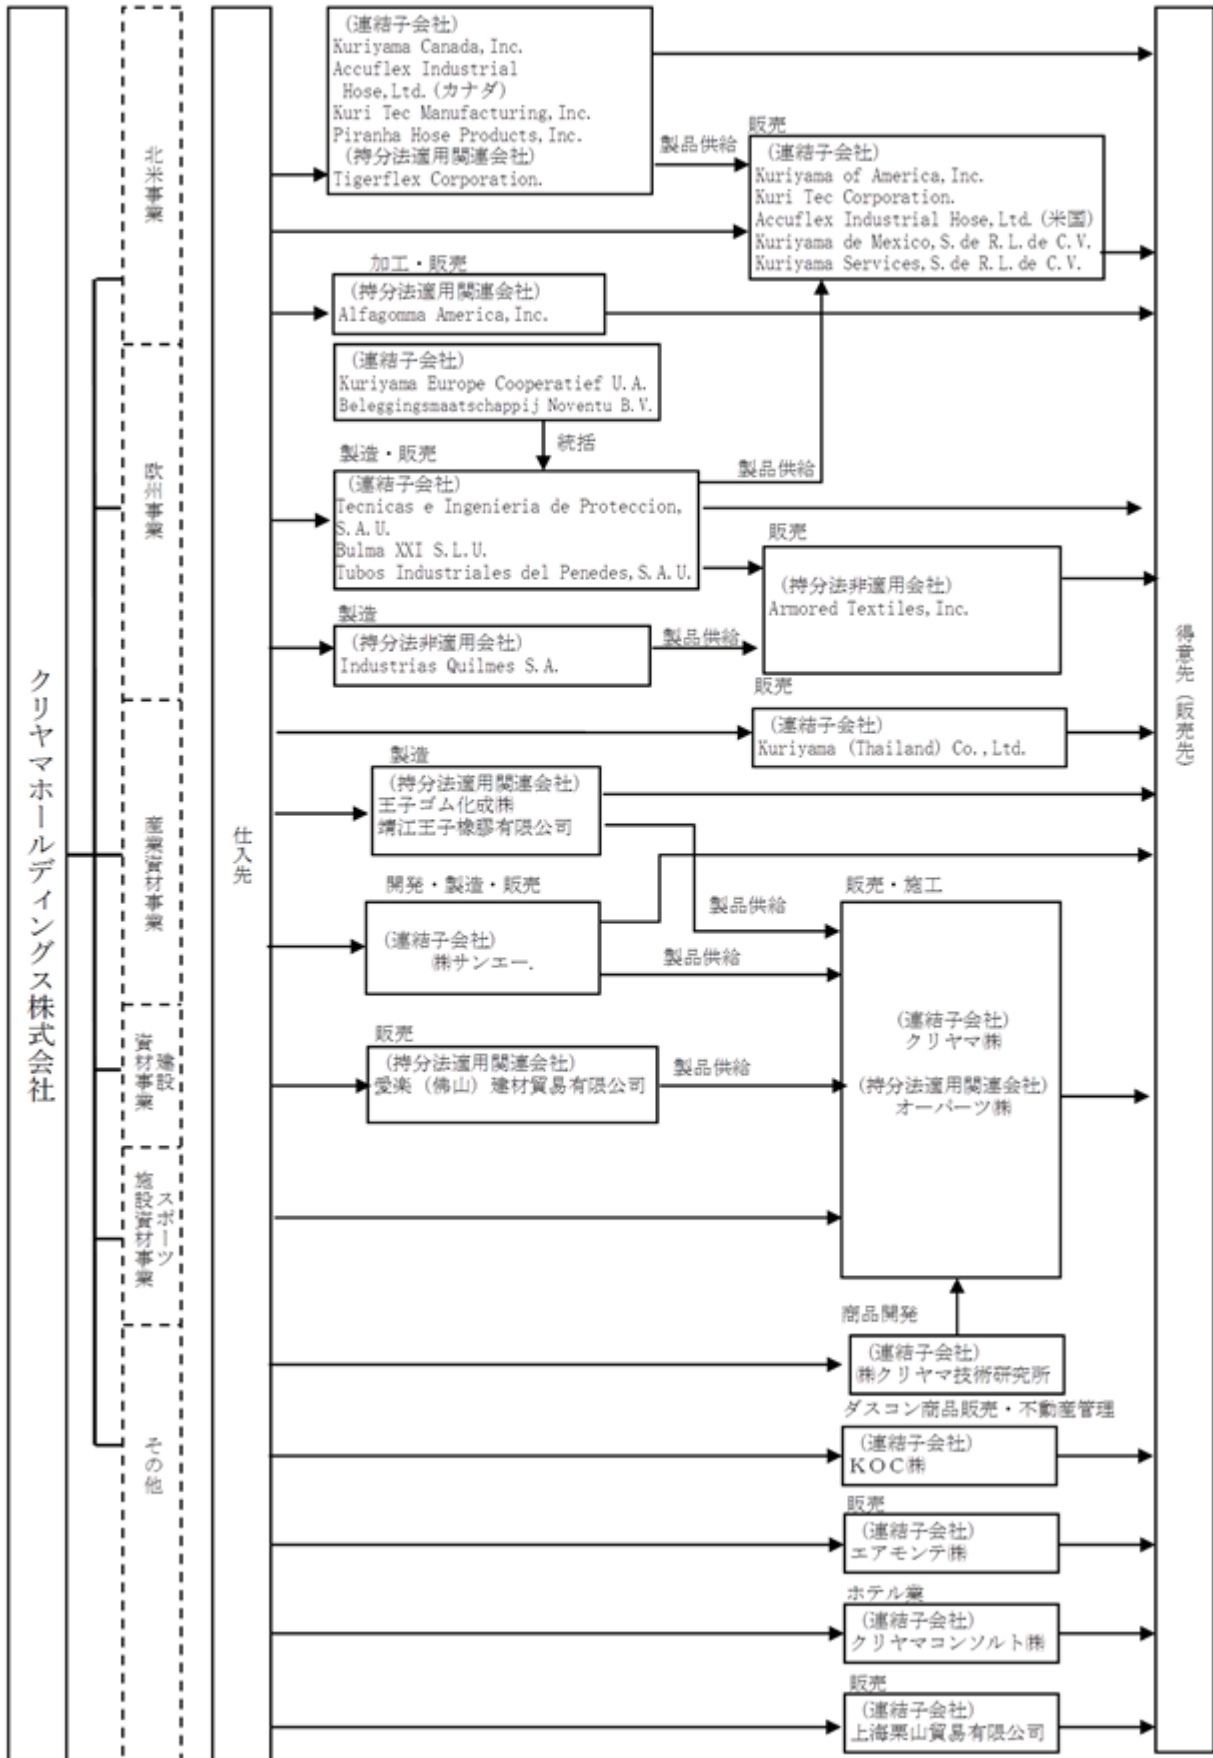 クリヤマホールディングス株式会社
北米事業
欧州事業
産業資材事業
建設
資材事業
スポーツ
施設資材事業
その他
仕入先
(連結子会社)
Kuriyama Canada,Inc.
Accuflex Industrial
Hose,Ltd.(カナダ)
Kuri Tec Manufacturing,Inc.
Piranha Hose Products,Inc.
(持分法適用関連会社)
Tigerflex Corporation.
製品供給
販売
(連結子会社)
Kuriyama of America,Inc.
Kuri Tec Corporation.
Accuflex Industrial Hose,Ltd.(米国)
Kuriyama de Mexico,S.de R.L.de C.V.
Kuriyama Services,S.de R.L.de C.V.
加工・販売
(持分法適用関連会社)
Alfagomma America,Inc.
(連結子会社)
Kuriyama Europe Cooperatief U.A.
Beleggingsmaatschappij Noventu B.V.
統括
製造・販売
(連結子会社)
Tecnicas e Ingenieria de Proteccion,
S.A.U.
Bulma XXI S.L.U.
Tubos Industriales del Penedes,S.A.U.
製品供給
販売
(持分法非適用会社)
Armored Textiles,Inc.
製造
(持分法非適用会社)
Industrias Quilmes S.A.
製品供給
販売
(連結子会社)
Kuriyama (Thailand) Co.,Ltd.
製造
(持分法適用関連会社)
王子ゴム化成㈱
靖江王子橡膠有限公司
製品供給
開発・製造・販売
(連結子会社)
㈱サンエー.
製品供給
販売・施工
(連結子会社)
クリヤマ㈱
(持分法適用関連会社)
オーパーツ㈱
販売
(持分法適用関連会社)
愛楽（佛山）建材貿易有限公司
製品供給
商品開発
(連結子会社)
㈱クリヤマ技術研究所
ダスコン商品販売・不動産管理
(連結子会社)
ＫＯＣ㈱
販売
(連結子会社)
エアモンテ㈱
ホテル業
(連結子会社)
クリヤマコンソルト㈱
販売
(連結子会社)
上海栗山貿易有限公司
得意先（販売先）